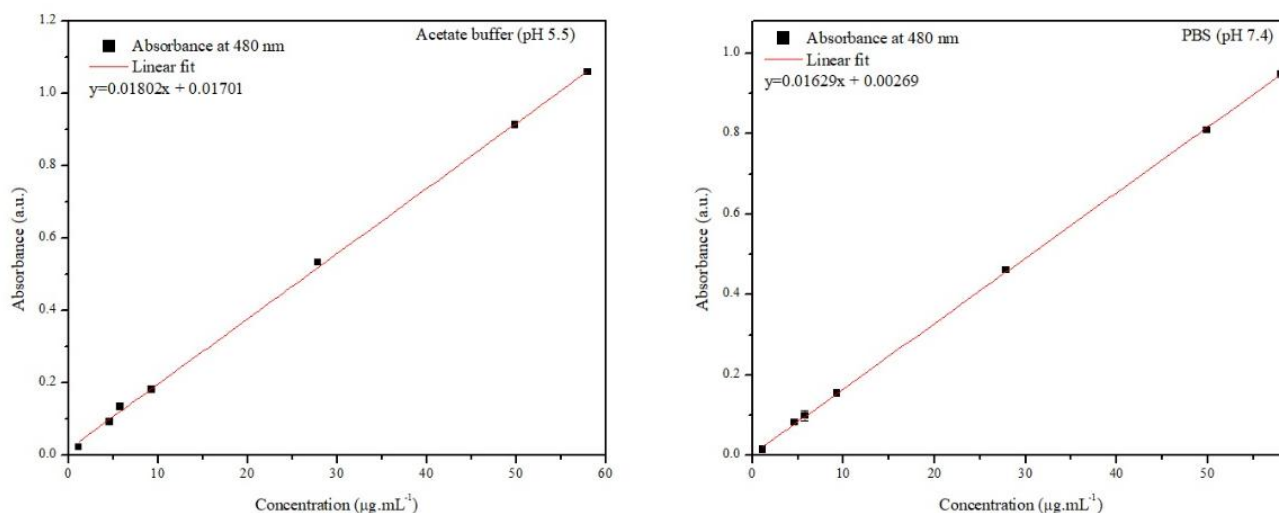 1.2
1.0
0.8
0.6
0.4
0.2
0.0
Absorbance (a.u.)
Absorbance at 480 nm
Linear fit
y=0.01802x + 0.01701
Acetate buffer (pH 5.5)
0 10 20 30 40 50 60
Concentration (µg.mL⁻¹)
1.0
0.8
0.6
0.4
0.2
0.0
Absorbance (a.u.)
Absorbance at 480 nm
Linear fit
y=0.01629x + 0.00269
PBS (pH 7.4)
0 10 20 30 40 50
Concentration (µg.mL⁻¹)